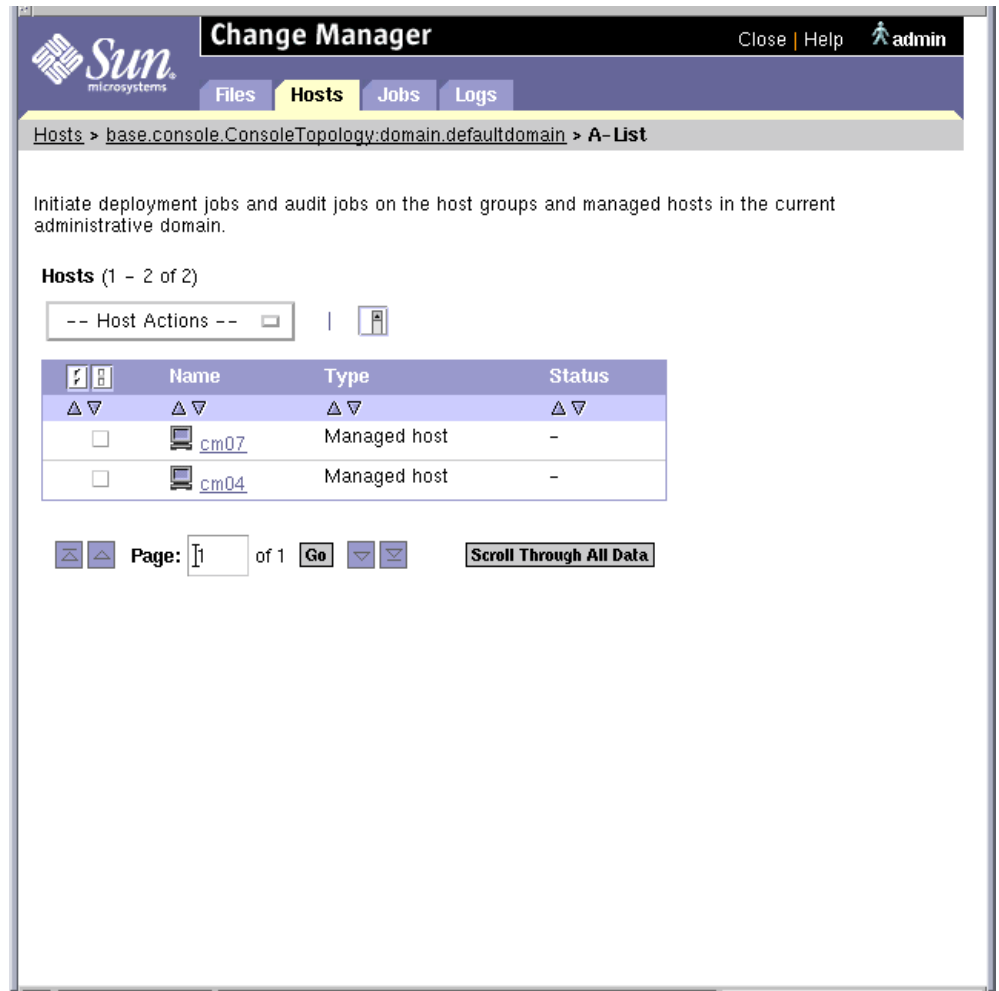 Change Manager
Close | Help admin
Sun
microsystems
Files Hosts Jobs Logs
Hosts > base.console.ConsoleTopology:domain.defaultdomain > A-List
Initiate deployment jobs and audit jobs on the host groups and managed hosts in the current
administrative domain.
Hosts (1 - 2 of 2)
-- Host Actions -- |
Name Type Status
cm07 Managed host -
cm04 Managed host -
Page: 1 of 1 Go Scroll Through All Data